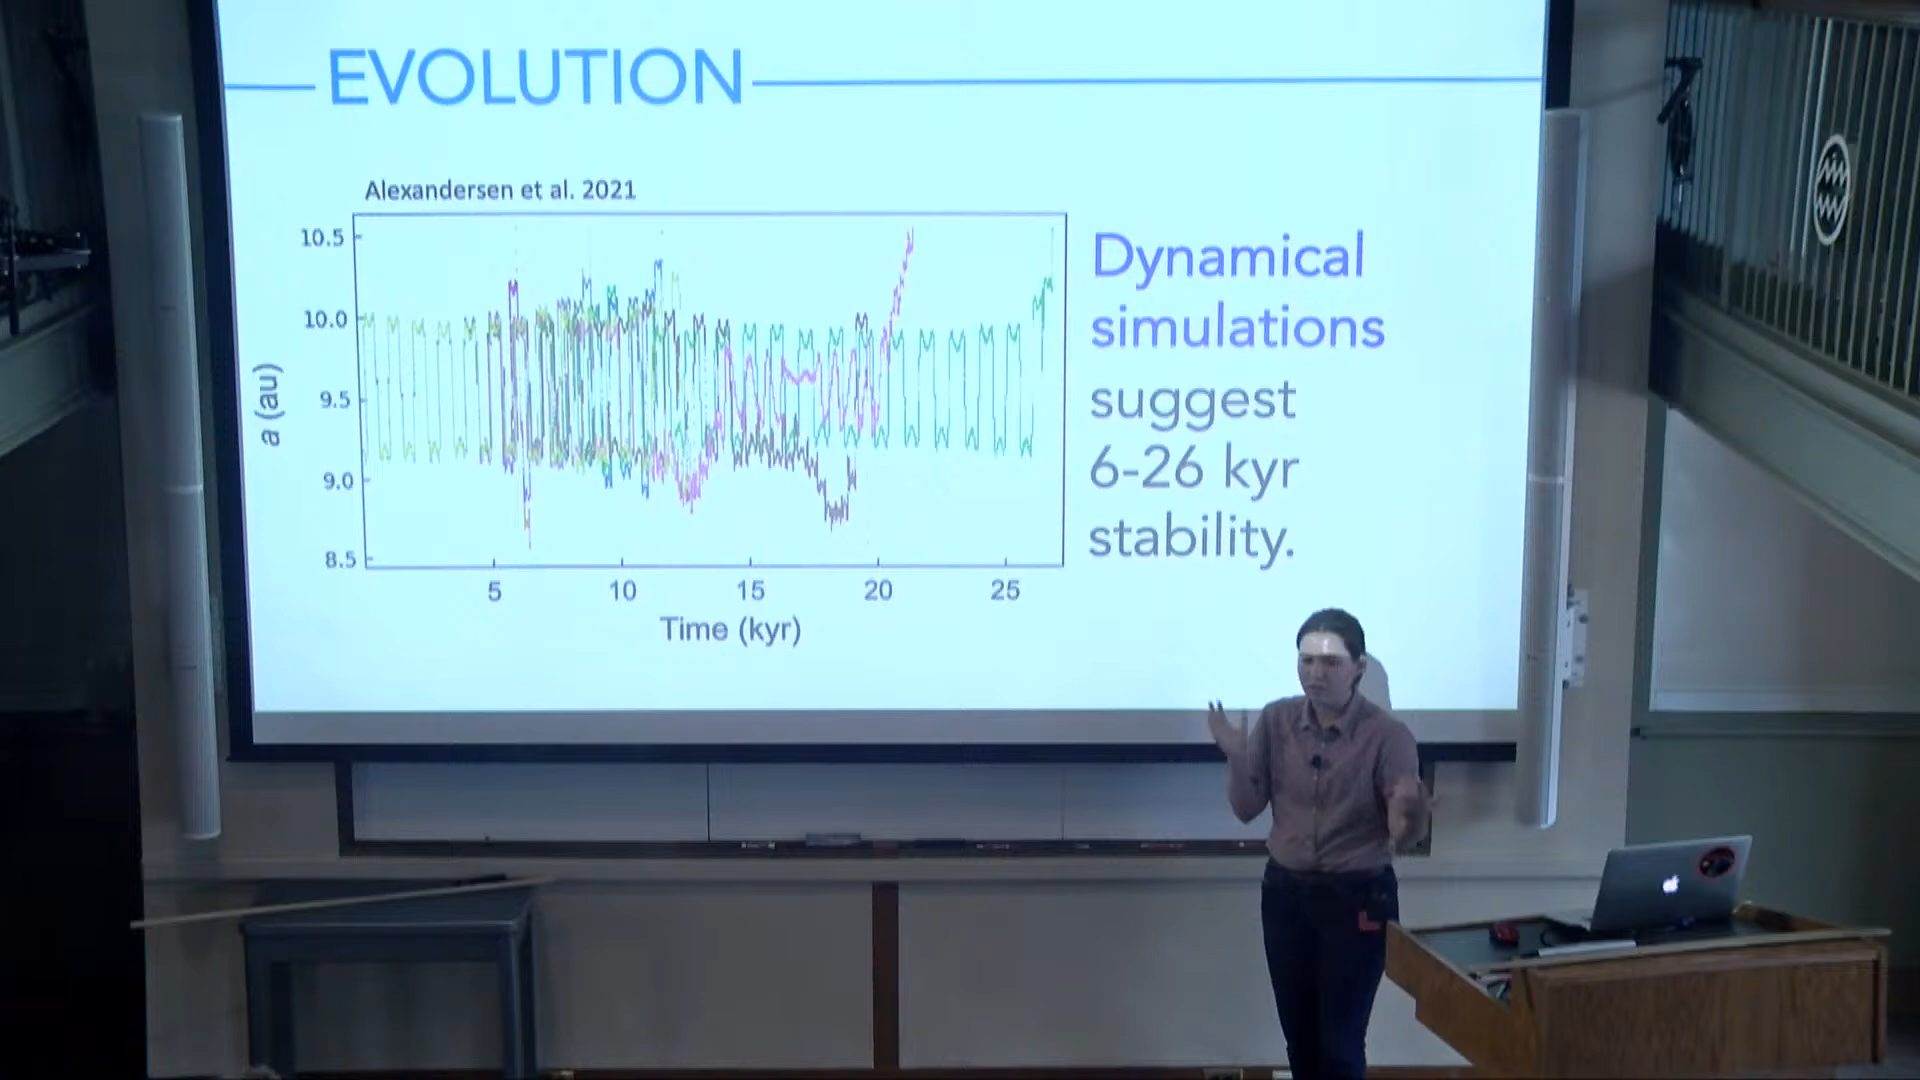 EVOLUTION
Alexandersen et al. 2021
10.5
10.0
9.5
9.0
8.5
a (au)
5 10 15 20 25
Time (kyr)
Dynamical
simulations
suggest
6-26 kyr
stability.